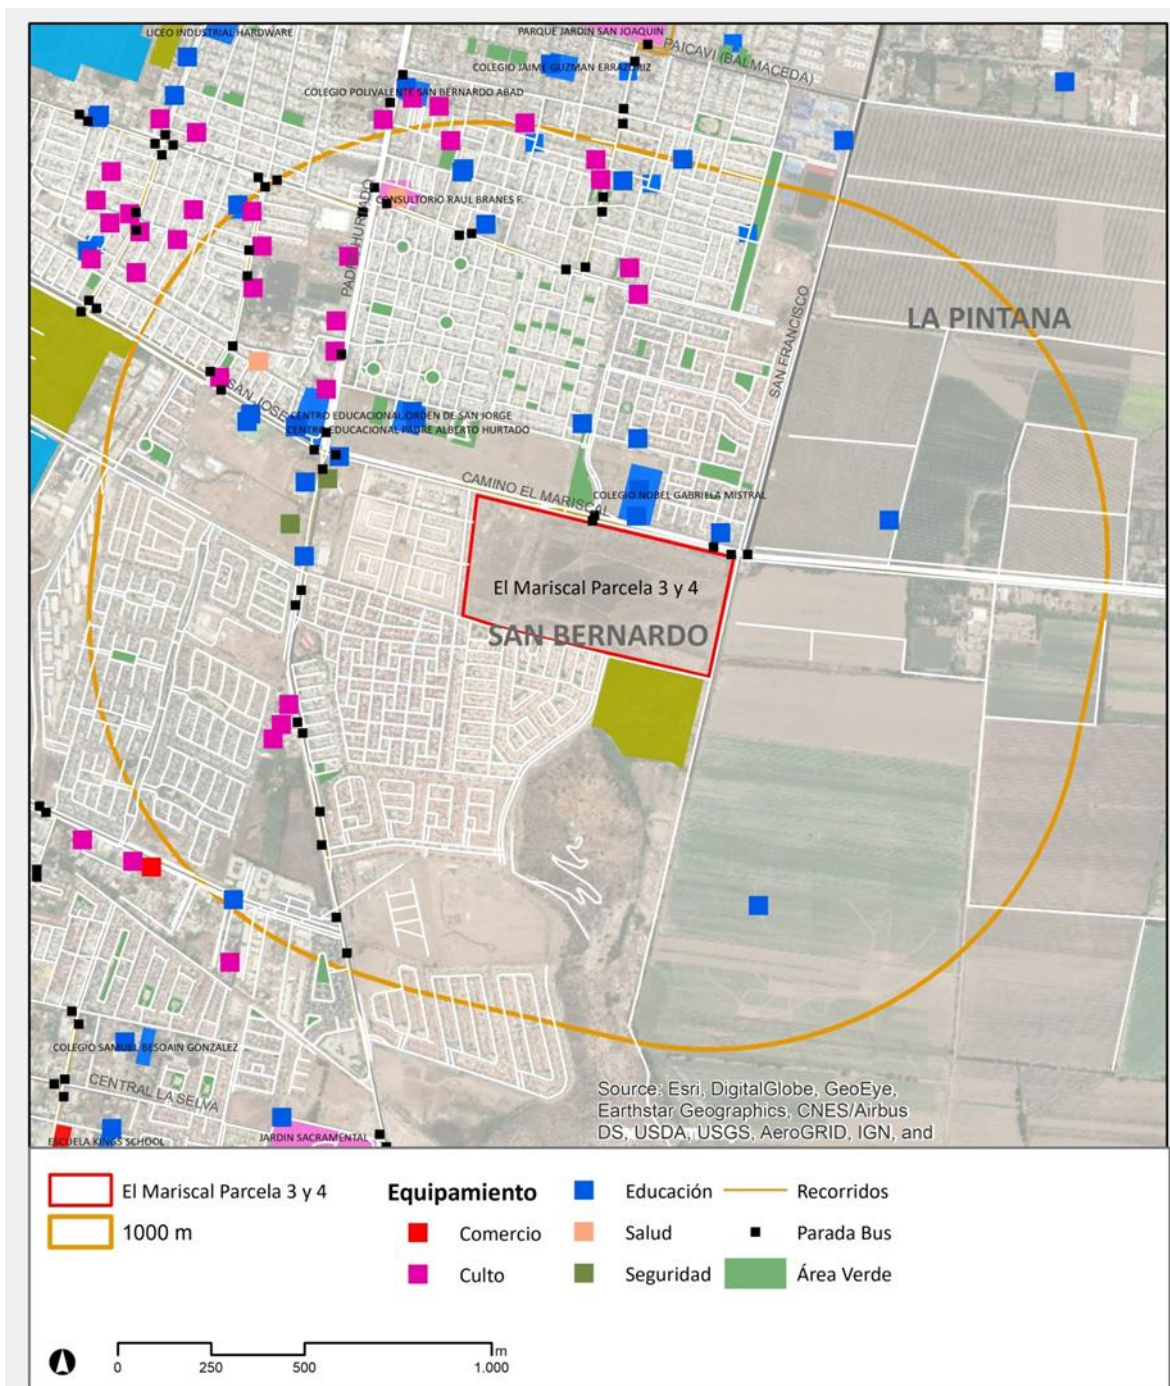 LICEO INDUSTRIAL HARDWARE
PARQUE JARDIN SAN JOAQUIN
PAICAVI (BALMACEDA)
COLEGIO JAIME GUZMAN ERRAZURIZ
COLEGIO POLIVALENTE SAN BERNARDO ABAD
CONSULTORIO RAUL BRANES F.
PADRE HURTADO
SAN FRANCISCO
LA PINTANA
SAN JOSE
CENTRO EDUCACIONAL ORDEN DE SAN JORGE
CENTRO EDUCACIONAL PADRE ALBERTO HURTADO
CAMINO EL MARISCAL
COLEGIO NOBEL GABRIELA MISTRAL
El Mariscal Parcela 3 y 4
SAN BERNARDO
COLEGIO SAMUEL BESOAIN GONZALEZ
CENTRAL LA SELVA
ESCUELA KINGS SCHOOL
JARDIN SACRAMENTAL
Source: Esri, DigitalGlobe, GeoEye,
Earthstar Geographics, CNES/Airbus
DS, USDA, USGS, AeroGRID, IGN, and
El Mariscal Parcela 3 y 4
1000 m
Equipamiento
Comercio
Culto
Educación
Salud
Seguridad
Recorridos
Parada Bus
Área Verde
m
0 250 500 1.000